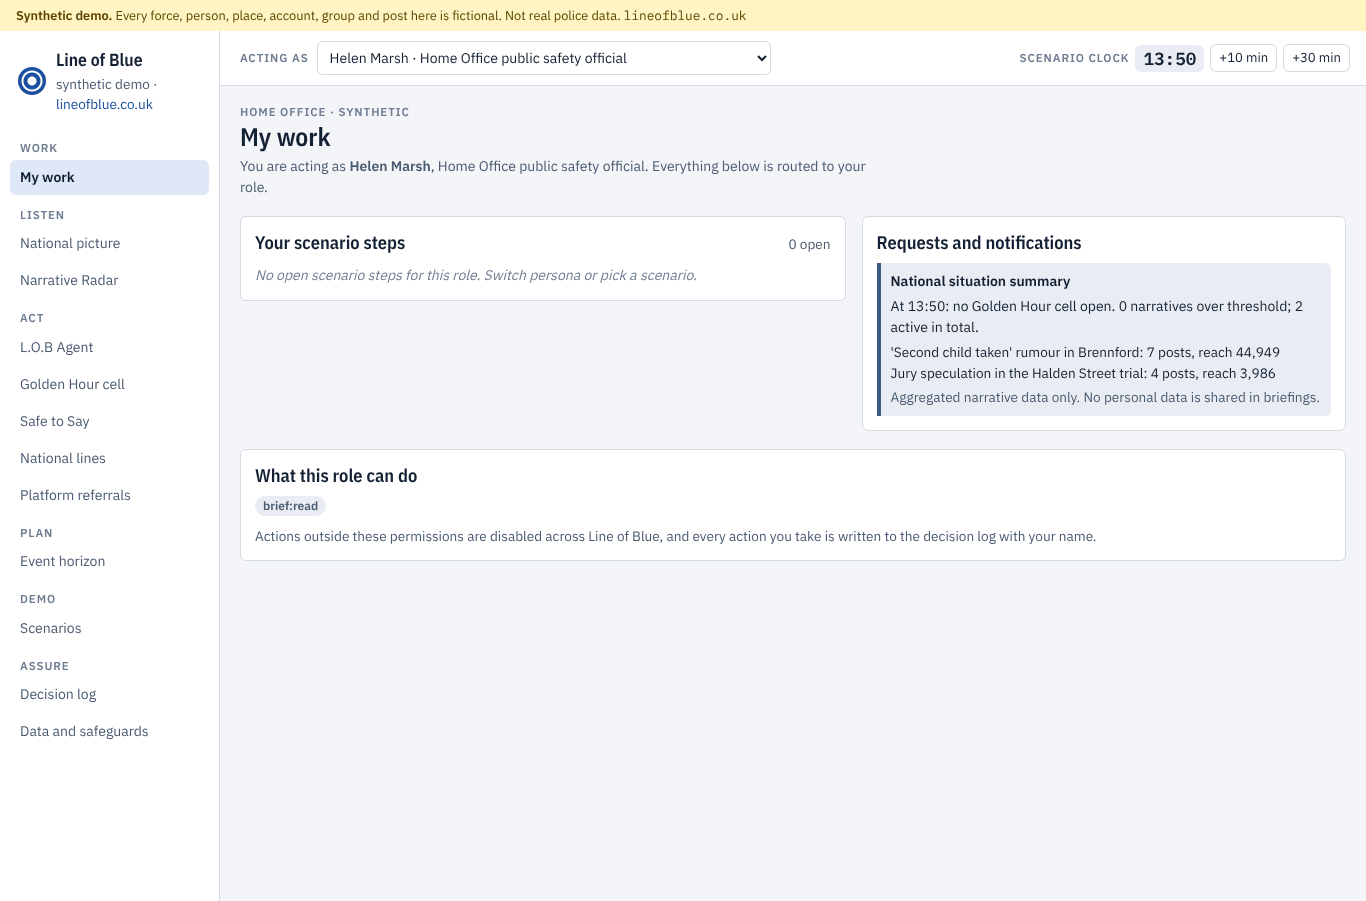 Synthetic demo. Every force, person, place, account, group and post here is fictional. Not real police data. lineofblue.co.uk
Line of Blue
synthetic demo ·
lineofblue.co.uk
WORK
My work
LISTEN
National picture
Narrative Radar
ACT
L.O.B Agent
Golden Hour cell
Safe to Say
National lines
Platform referrals
PLAN
Event horizon
DEMO
Scenarios
ASSURE
Decision log
Data and safeguards
ACTING AS
Helen Marsh · Home Office public safety official
SCENARIO CLOCK
13:50
+10 min
+30 min
HOME OFFICE · SYNTHETIC
My work
You are acting as Helen Marsh, Home Office public safety official. Everything below is routed to your
role.
Your scenario steps
0 open
No open scenario steps for this role. Switch persona or pick a scenario.
Requests and notifications
National situation summary
At 13:50: no Golden Hour cell open. 0 narratives over threshold; 2
active in total.
'Second child taken' rumour in Brennford: 7 posts, reach 44,949
Jury speculation in the Halden Street trial: 4 posts, reach 3,986
Aggregated narrative data only. No personal data is shared in briefings.
What this role can do
brief:read
Actions outside these permissions are disabled across Line of Blue, and every action you take is written to the decision log with your name.